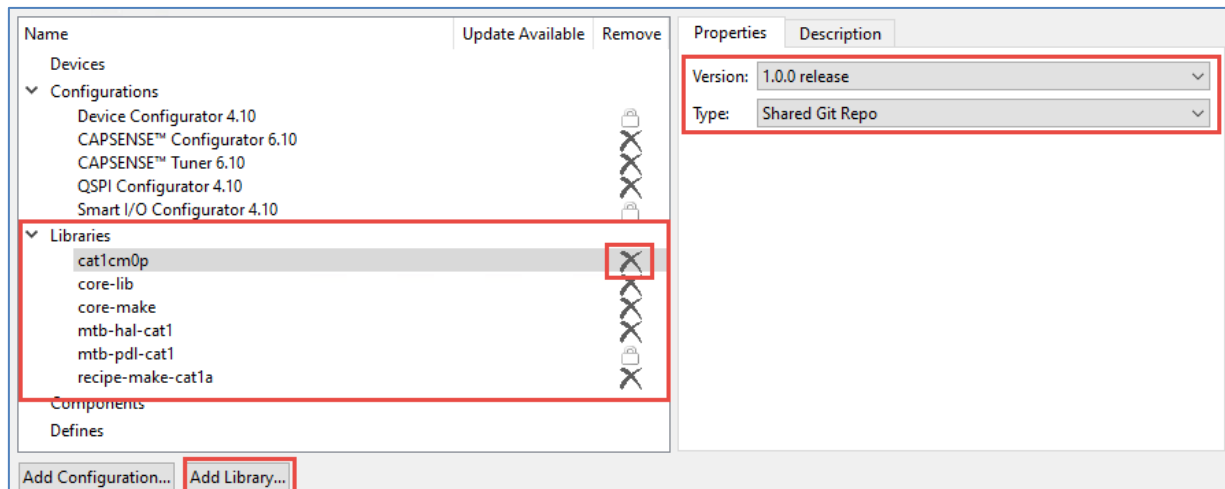 Name Update Available Remove
Devices
Configurations
Device Configurator 4.10
CAPSENSE™ Configurator 6.10
CAPSENSE™ Tuner 6.10
QSPI Configurator 4.10
Smart I/O Configurator 4.10
Libraries
cat1cm0p
core-lib
core-make
mtb-hal-cat1
mtb-pdl-cat1
recipe-make-cat1a
Components
Defines
Add Configuration... Add Library...
Properties Description
Version: 1.0.0 release
Type: Shared Git Repo